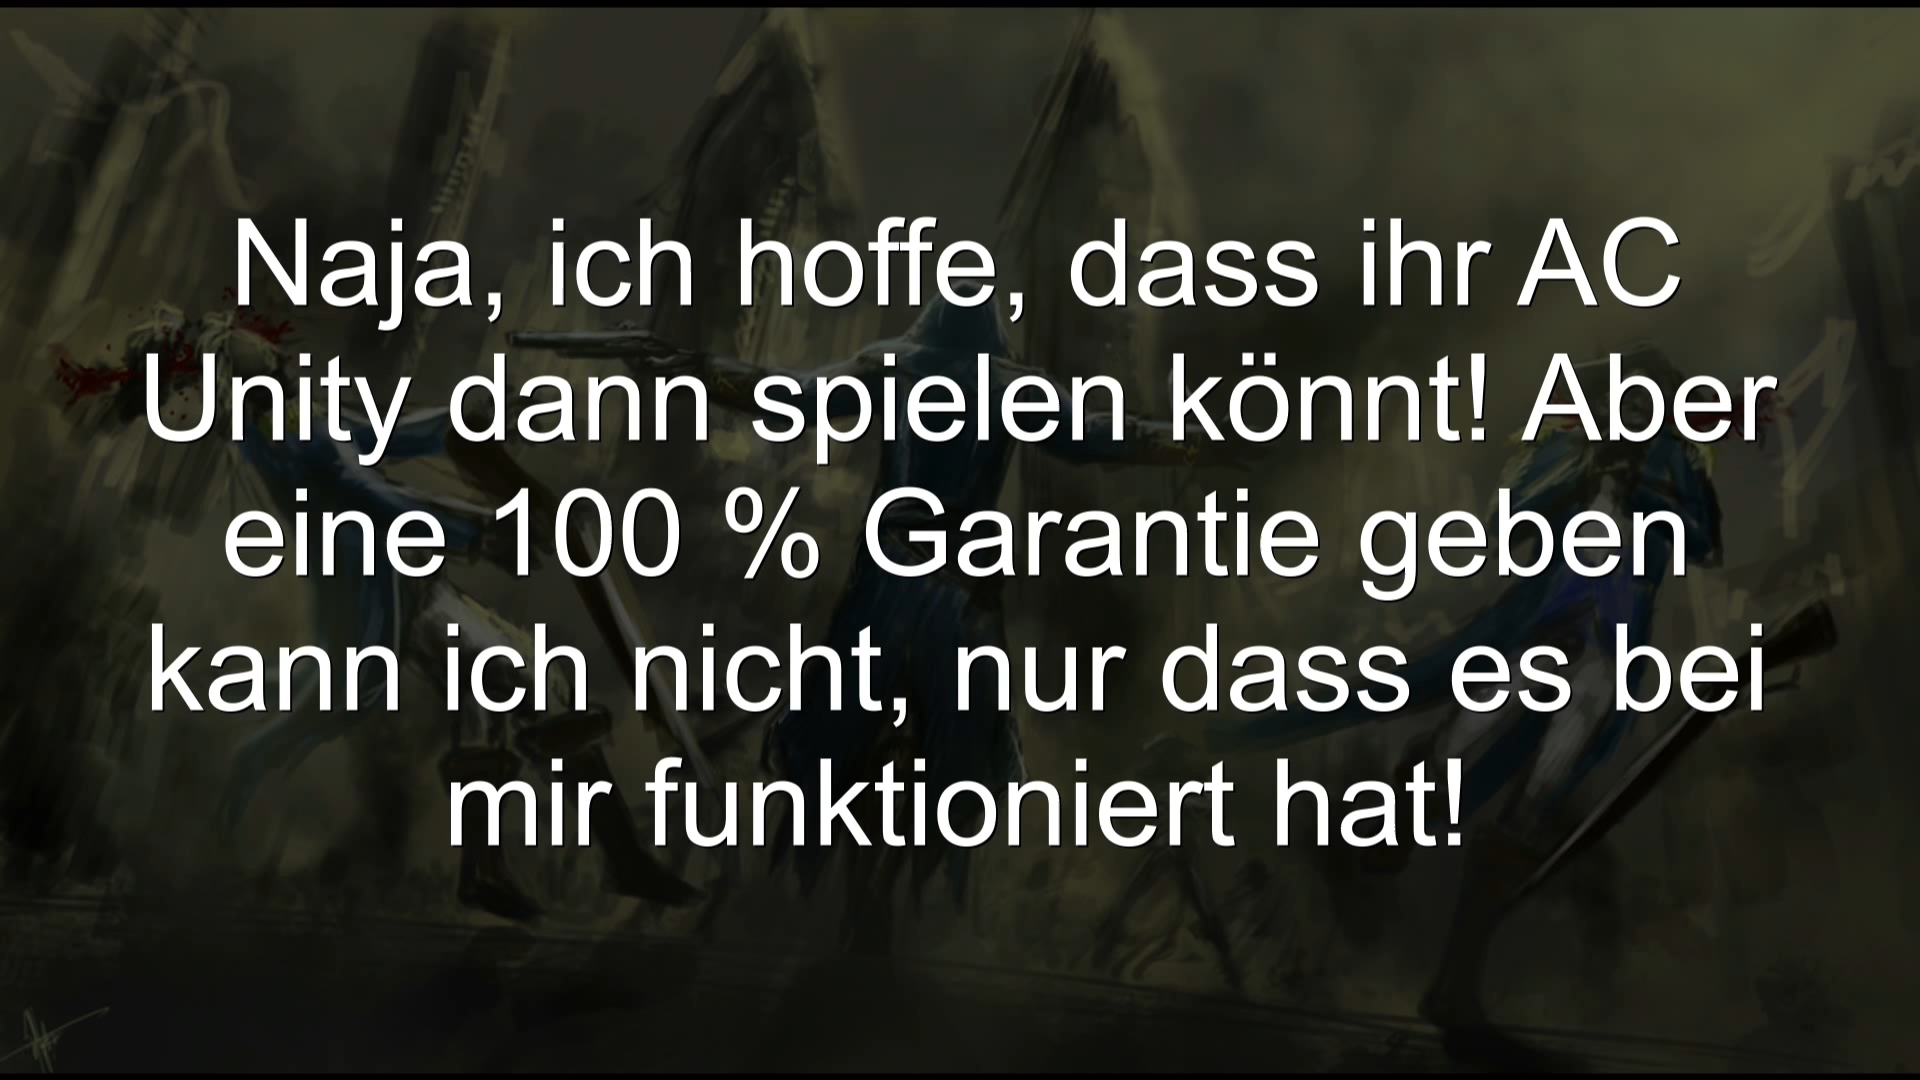 Naja, ich hoffe, dass ihr AC
Unity dann spielen könnt! Aber
eine 100 % Garantie geben
kann ich nicht, nur dass es bei
mir funktioniert hat!